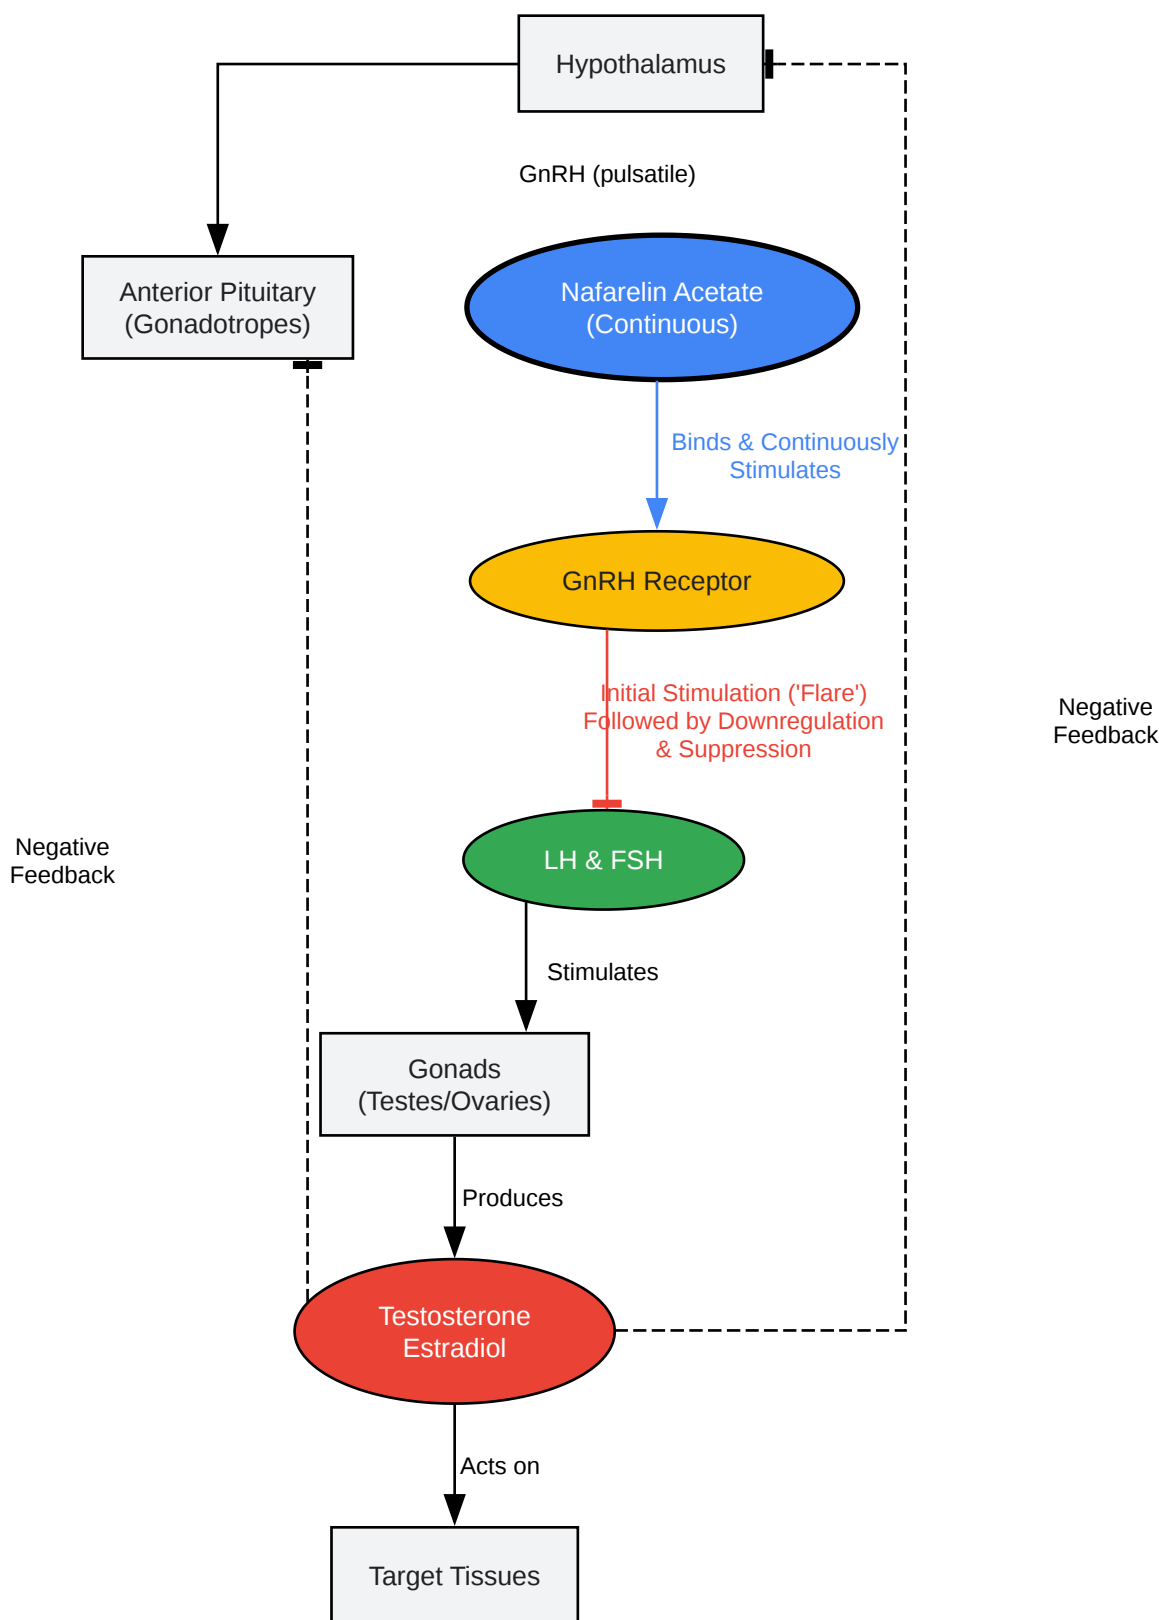 Hypothalamus
GnRH (pulsatile)
Anterior Pituitary
(Gonadotropes)
Nafarelin Acetate
(Continuous)
Binds & Continuously
Stimulates
GnRH Receptor
Initial Stimulation ('Flare')
Followed by Downregulation
& Suppression
Negative
Feedback
Negative
Feedback
LH & FSH
Stimulates
Gonads
(Testes/Ovaries)
Produces
Testosterone
Estradiol
Acts on
Target Tissues